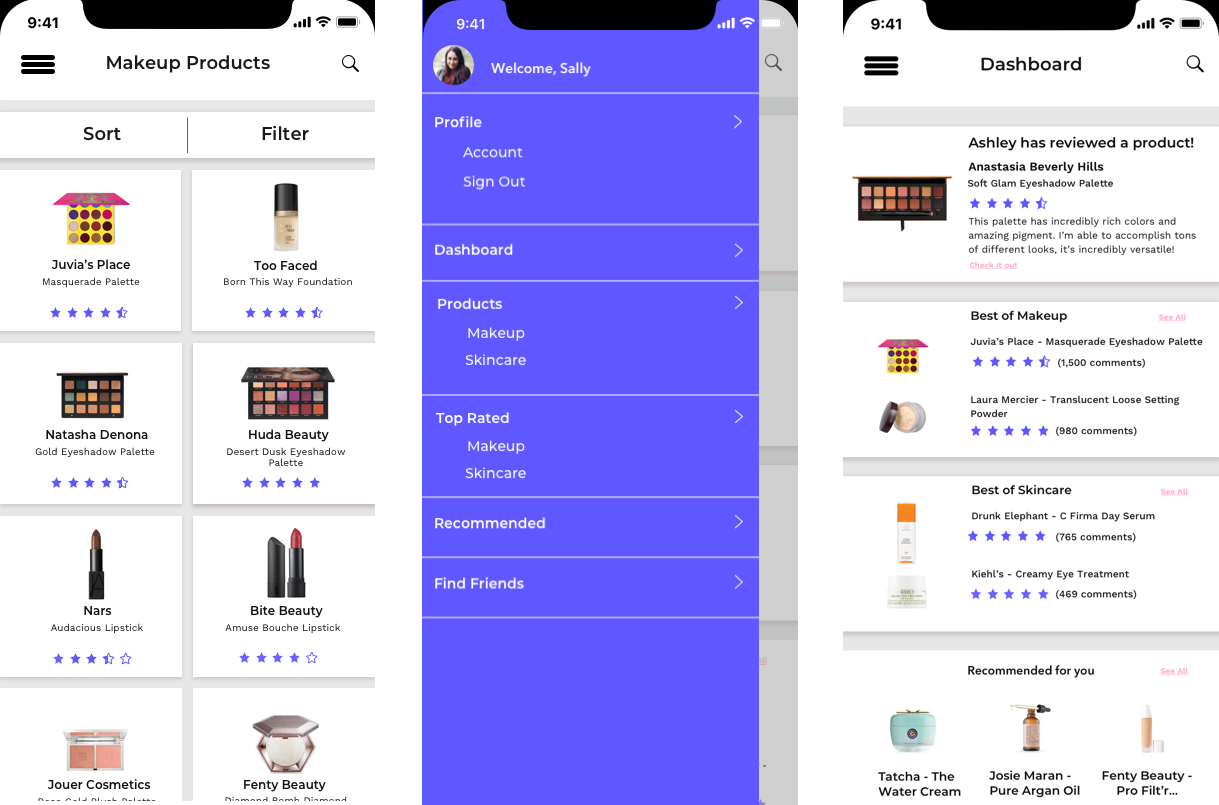 9:41
Makeup Products
Sort
Filter
Juvia's Place
Masquerade Palette
Too Faced
Born This Way Foundation
Natasha Denona
Gold Eyeshadow Palette
Huda Beauty
Desert Dusk Eyeshadow
Palette
Nars
Audacious Lipstick
Bite Beauty
Amuse Bouche Lipstick
Jouer Cosmetics
Fenty Beauty
9:41
Welcome, Sally
Profile
Account
Sign Out
Dashboard
Products
Makeup
Skincare
Top Rated
Makeup
Skincare
Recommended
Find Friends
9:41
Dashboard
Ashley has reviewed a product!
Anastasia Beverly Hills
Soft Glam Eyeshadow Palette
This palette has incredibly rich colors and
amazing pigment. I'm able to accomplish tons
of different looks, it's incredibly versatile!
Check it out
Best of Makeup
See All
Juvia's Place - Masquerade Eyeshadow Palette
(1,500 comments)
Laura Mercier - Translucent Loose Setting
Powder
(980 comments)
Best of Skincare
See All
Drunk Elephant - C Firma Day Serum
(765 comments)
Kiehl's - Creamy Eye Treatment
(469 comments)
Recommended for you
See All
Tatcha - The
Water Cream
Josie Maran -
Pure Argan Oil
Fenty Beauty -
Pro Filt'r...